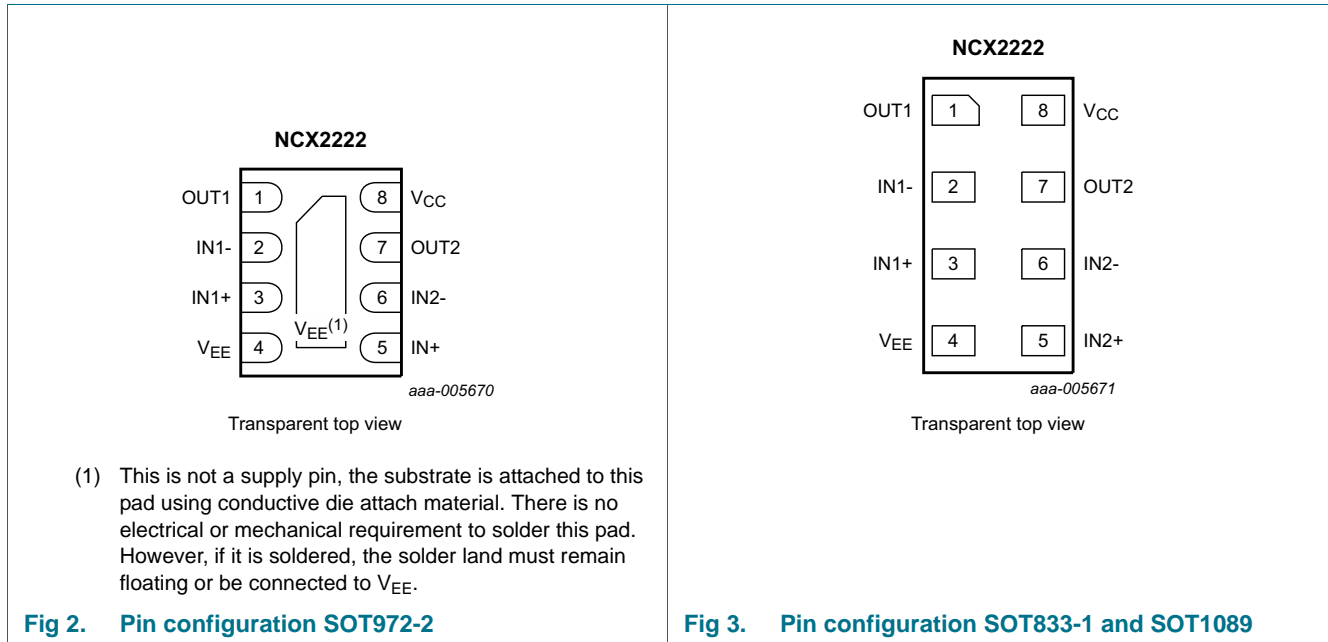 NCX2222
OUT1 1 8 VCC
IN1- 2 7 OUT2
IN1+ 3 6 IN2-
VEE 4 VEE(1) 5 IN+
aaa-005670
Transparent top view
(1) This is not a supply pin, the substrate is attached to this
pad using conductive die attach material. There is no
electrical or mechanical requirement to solder this pad.
However, if it is soldered, the solder land must remain
floating or be connected to VEE.
Fig 2. Pin configuration SOT972-2
NCX2222
OUT1 1 8 VCC
IN1- 2 7 OUT2
IN1+ 3 6 IN2-
VEE 4 5 IN2+
aaa-005671
Transparent top view
Fig 3. Pin configuration SOT833-1 and SOT1089